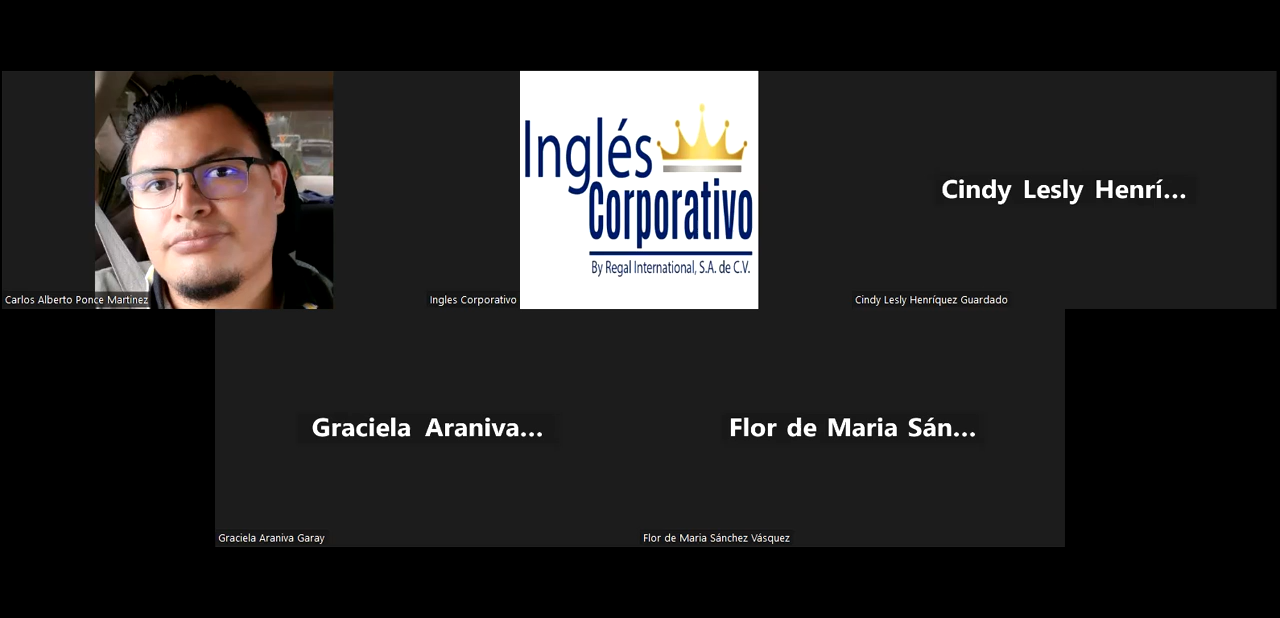 Inglés
Corporativo
By Regal International, S.A. de C.V.
Cindy Lesly Henrí...
Carlos Alberto Ponce Martinez
Ingles Corporativo
Cindy Lesly Henríquez Guardado
Graciela Araniva...
Flor de Maria Sán...
Graciela Araniva Garay
Flor de Maria Sánchez Vásquez